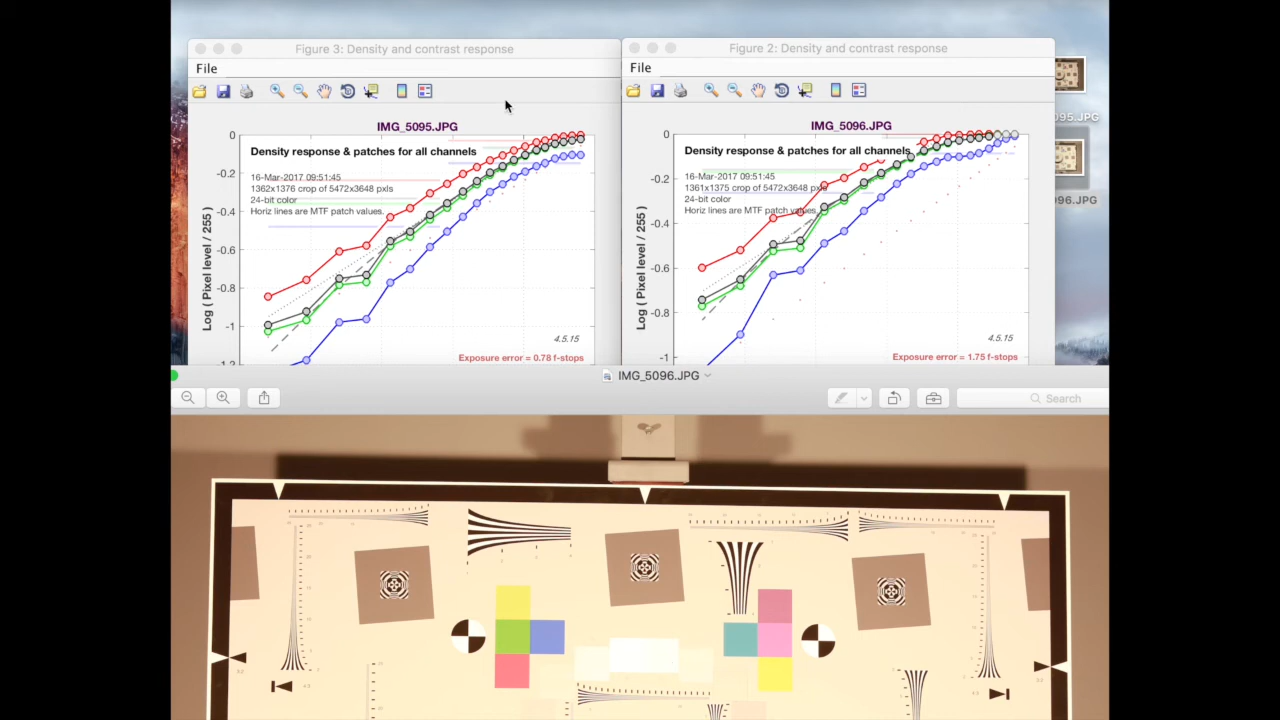 Figure 3: Density and contrast response
File
IMG_5095.JPG
Density response & patches for all channels
16-Mar-2017 09:51:45
1362x1376 crop of 5472x3648 pxls
24-bit color
Horiz lines are MTF patch values.
Log ( Pixel level / 255 )
0
-0.2
-0.4
-0.6
-0.8
-1
-1.2
4.5.15
Exposure error = 0.78 f-stops
Figure 2: Density and contrast response
File
IMG_5096.JPG
Density response & patches for all channels
16-Mar-2017 09:51:45
1361x1375 crop of 5472x3648 pxls
24-bit color
Horiz lines are MTF patch values.
Log ( Pixel level / 255 )
0
-0.2
-0.4
-0.6
-0.8
-1
4.5.15
Exposure error = 1.75 f-stops
095.JPG
096.JPG
IMG_5096.JPG
Search